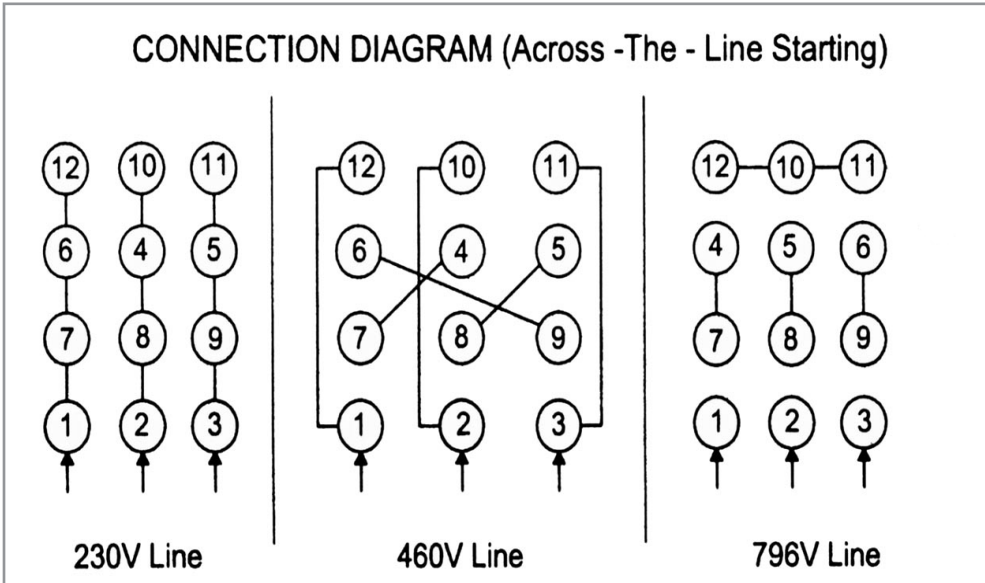 CONNECTION DIAGRAM (Across -The - Line Starting)
12 10 11 12 10 11 12 10 11
6 4 5 6 4 5 4 5 6
7 8 9 7 8 9 7 8 9
1 2 3 1 2 3 1 2 3
230V Line 460V Line 796V Line